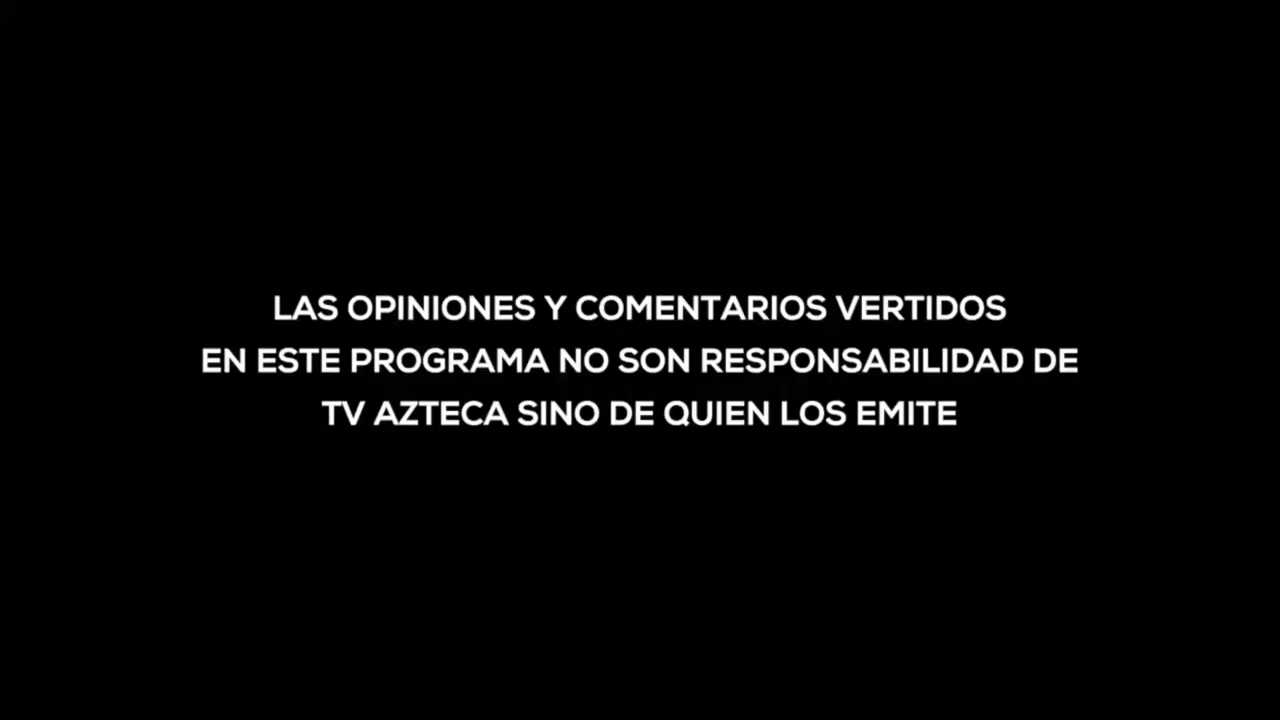 LAS OPINIONES Y COMENTARIOS VERTIDOS
EN ESTE PROGRAMA NO SON RESPONSABILIDAD DE
TV AZTECA SINO DE QUIEN LOS EMITE